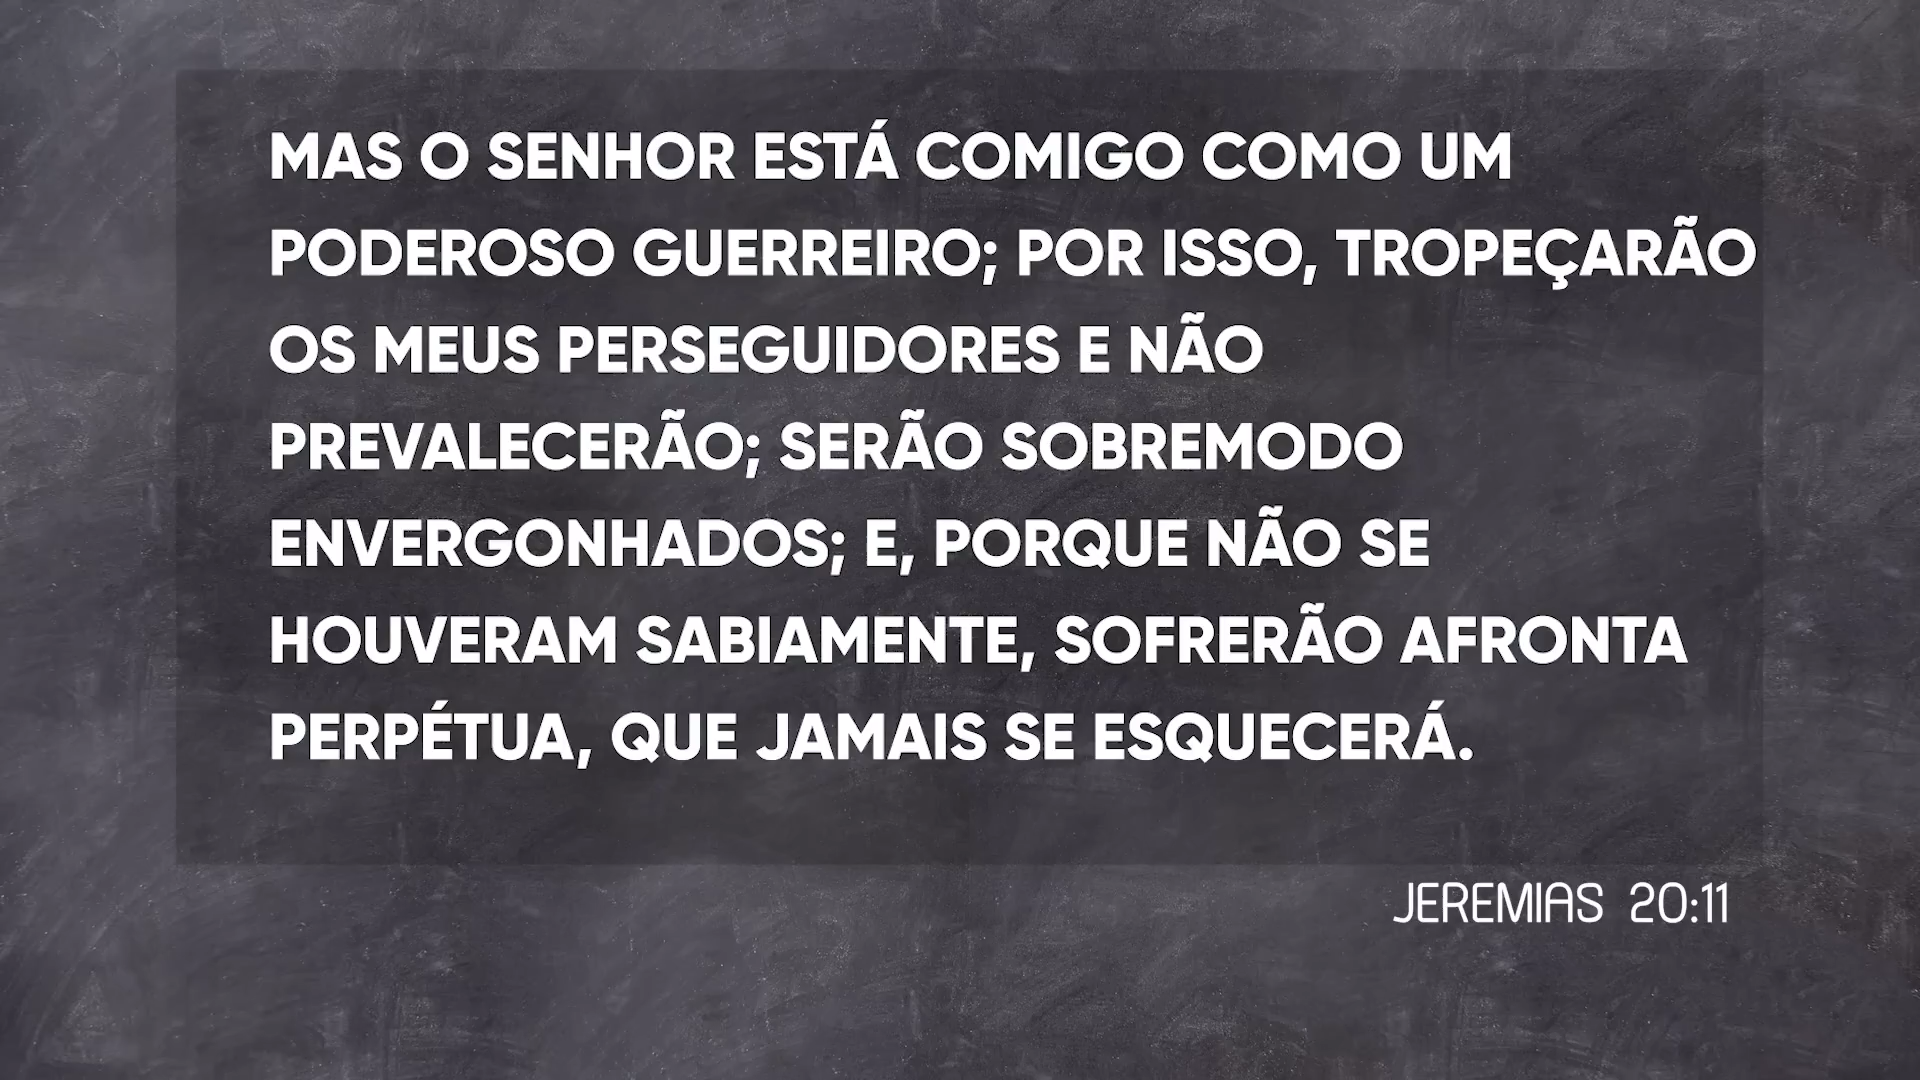 MAS O SENHOR ESTÁ COMIGO COMO UM
PODEROSO GUERREIRO; POR ISSO, TROPEÇARÃO
OS MEUS PERSEGUIDORES E NÃO
PREVALECERÃO; SERÃO SOBREMODO
ENVERGONHADOS; E, PORQUE NÃO SE
HOUVERAM SABIAMENTE, SOFRERÃO AFRONTA
PERPÉTUA, QUE JAMAIS SE ESQUECERÁ.
JEREMIAS 20:11